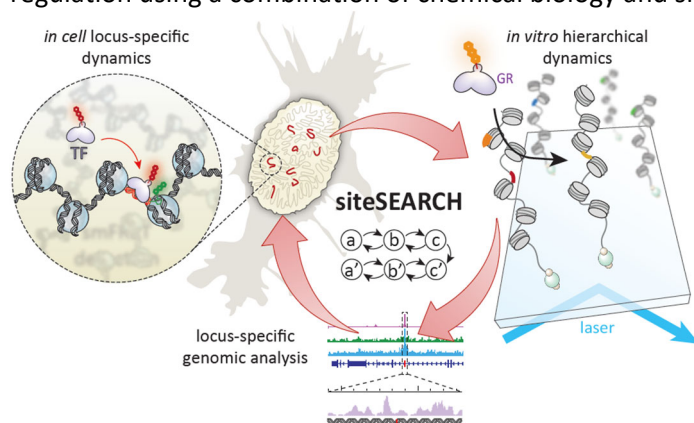 regulation using a combination of chemical biology and
in cell locus-specific
dynamics
in vitro hierarchical
dynamics
TF
GR
siteSEARCH
a b c
a' b' c'
locus-specific
genomic analysis
laser